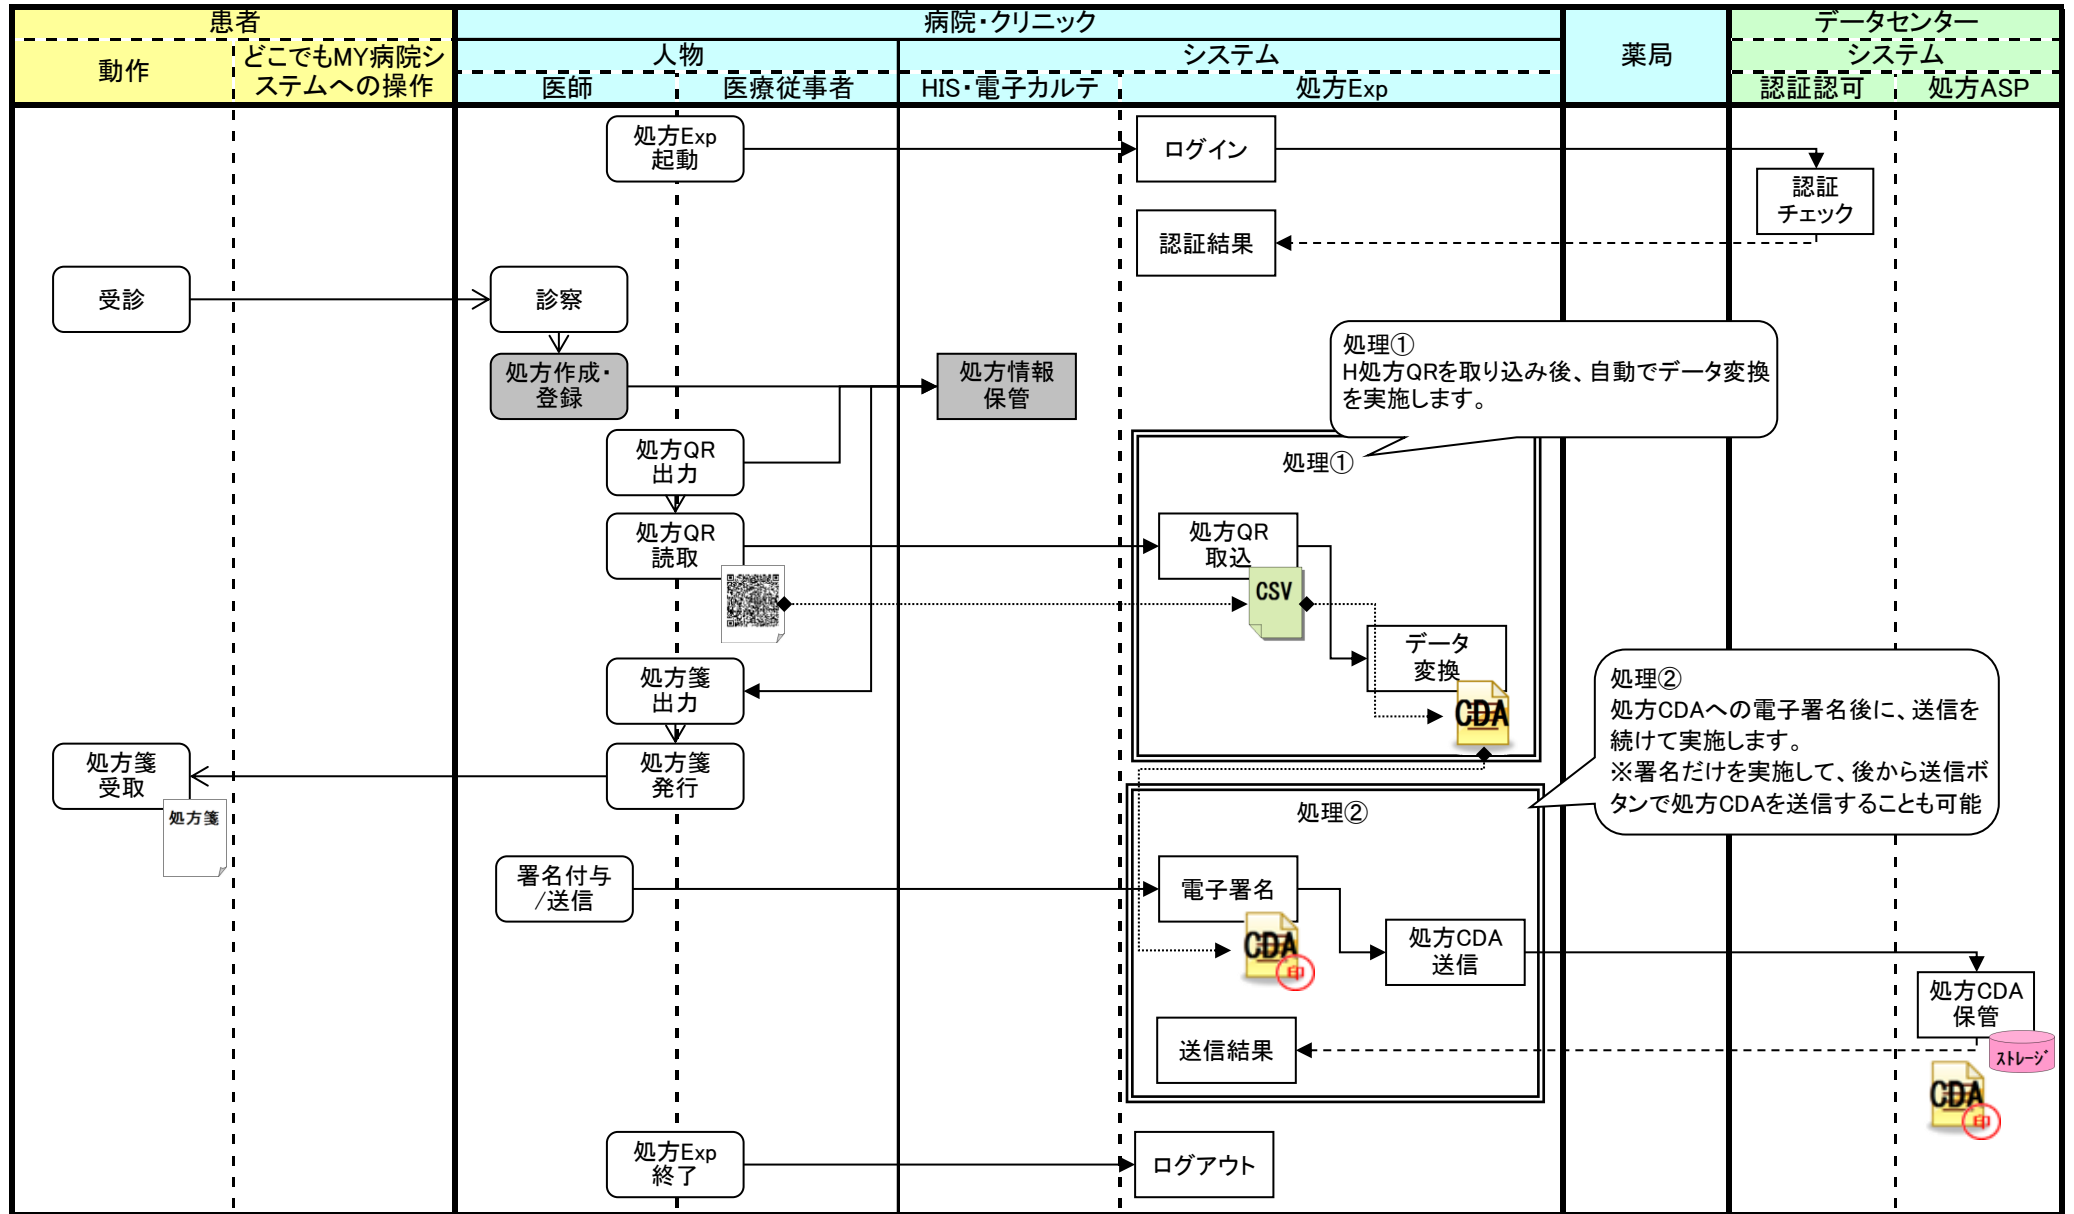 患者
病院・クリニック
薬局
データセンター
動作
どこでもMY病院シ
ステムへの操作
人物
システム
システム
医師
医療従事者
HIS・電子カルテ
処方Exp
認証認可
処方ASP
処方Exp
起動
ログイン
認証
チェック
認証結果
受診
診察
処理①
H処方QRを取り込み後、自動でデータ変換
を実施します。
処方作成・
登録
処方情報
保管
処方QR
出力
処理①
処方QR
読取
処方QR
取込
CSV
データ
変換
CDA
処方箋
出力
処理②
処方CDAへの電子署名後に、送信を
続けて実施します。
※署名だけを実施して、後から送信ボ
タンで処方CDAを送信することも可能
処方箋
受取
処方箋
処方箋
発行
処理②
署名付与
/送信
電子署名
CDA
印
処方CDA
送信
処方CDA
保管
ｽﾄﾚｰｼﾞ
送信結果
CDA
印
処方Exp
終了
ログアウト